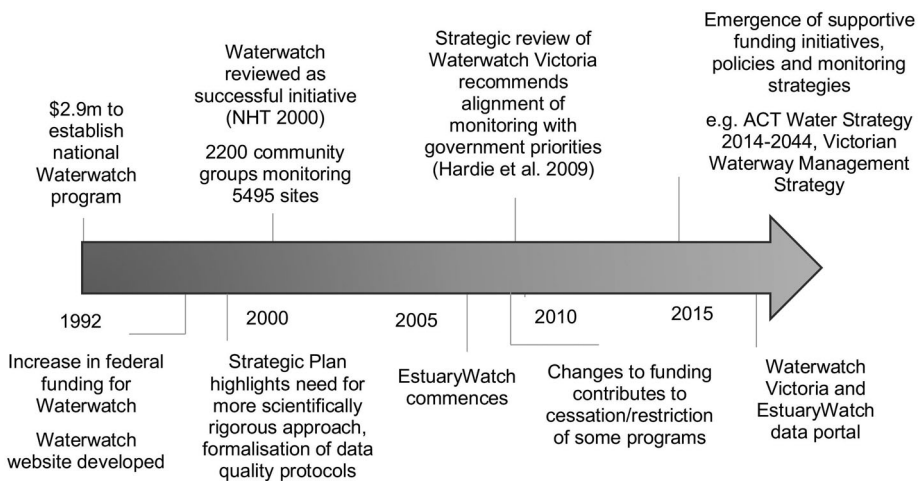 $2.9m to
establish
national
Waterwatch
program
Waterwatch
reviewed as
successful initiative
(NHT 2000)
2200 community
groups monitoring
5495 sites
Strategic review of
Waterwatch Victoria
recommends
alignment of
monitoring with
government priorities
(Hardie et al. 2009)
Emergence of supportive
funding initiatives,
policies and monitoring
strategies
e.g. ACT Water Strategy
2014-2044, Victorian
Waterway Management
Strategy
1992
2000
2005
2010
2015
Increase in federal
funding for
Waterwatch
Waterwatch
website developed
Strategic Plan
highlights need for
more scientifically
rigorous approach,
formalisation of data
quality protocols
EstuaryWatch
commences
Changes to funding
contributes to
cessation/restriction
of some programs
Waterwatch
Victoria and
EstuaryWatch
data portal